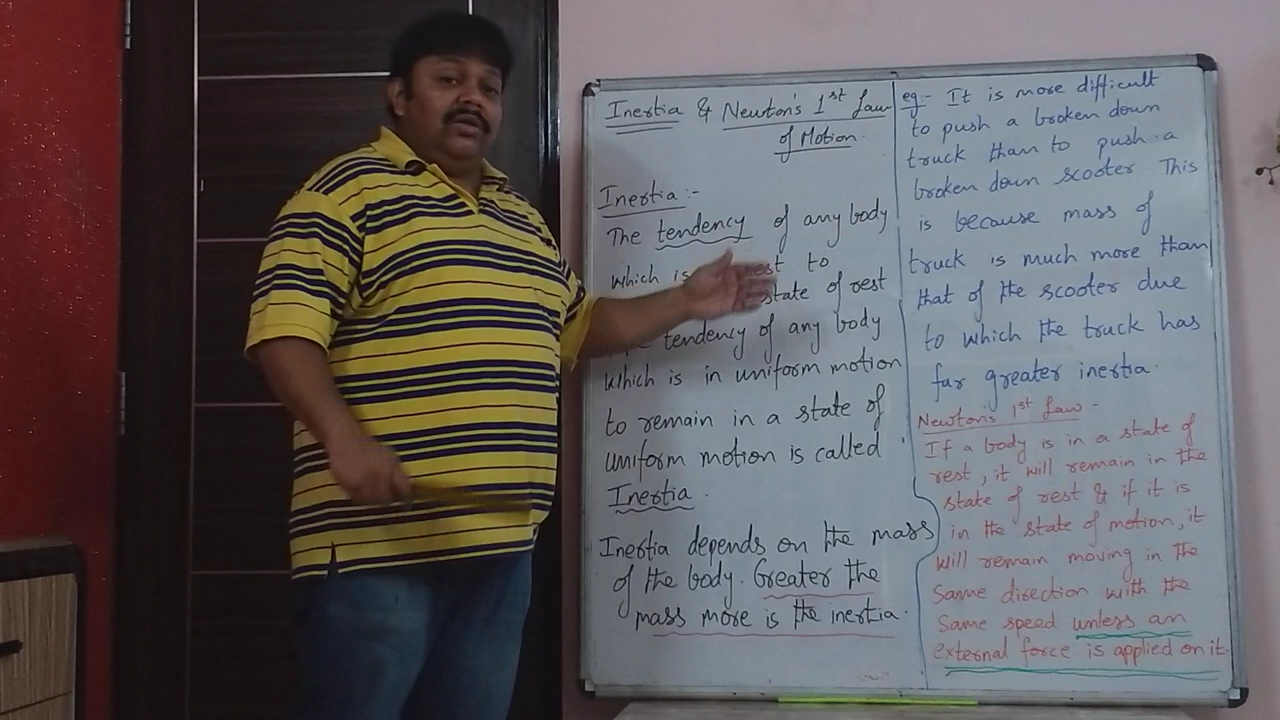 Inertia & Newton's 1st Law
of Motion.
Inertia :-
The tendency of any body
which is rest to
state of rest
tendency of any body
which is in uniform motion
to remain in a state of
uniform motion is called
Inertia.
Inertia depends on the mass
of the body. Greater the
mass more is the inertia.
eg:- It is more difficult
to push a broken down
truck than to push a
broken down scooter. This
is because mass of
truck is much more than
that of the scooter due
to which the truck has
far greater inertia.
Newton's 1st Law -
If a body is in a state of
rest, it will remain in the
state of rest & if it is
in the state of motion, it
will remain moving in the
same direction with the
same speed unless an
external force is applied on it.